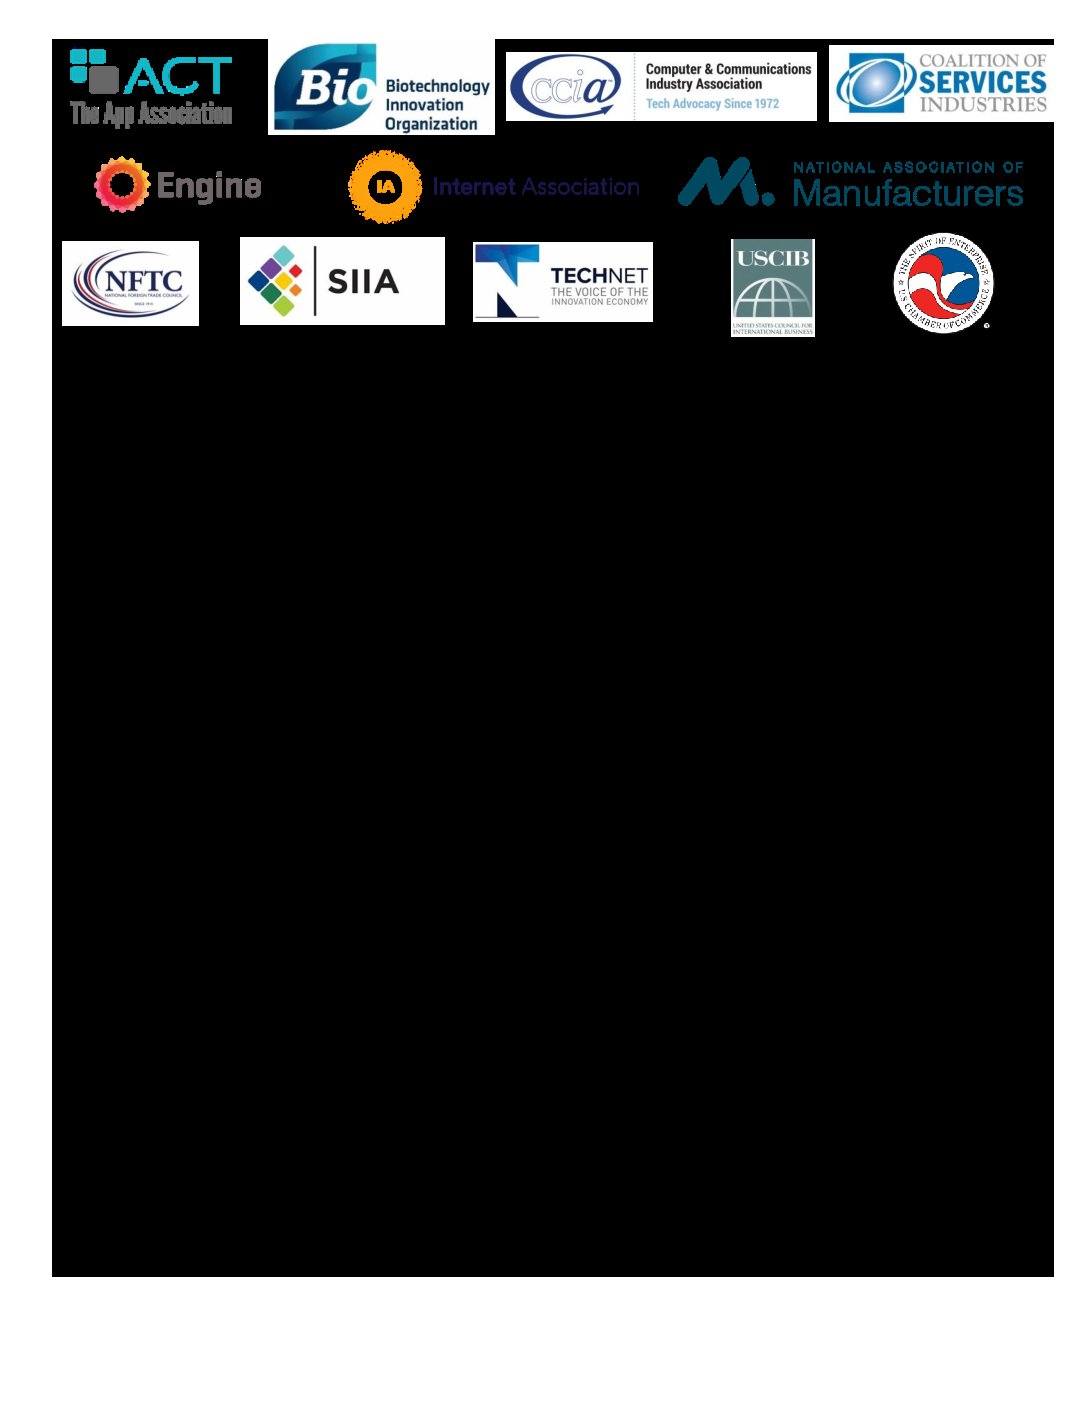 ACT
The App Association
Bio
Biotechnology
Innovation
Organization
ccia
Computer & Communications
Industry Association
Tech Advocacy Since 1972
COALITION OF
SERVICES
INDUSTRIES
Engine
IA
Internet Association
NATIONAL ASSOCIATION OF
Manufacturers
NFTC
NATIONAL FOREIGN TRADE COUNCIL
SINCE 1914
SIIA
TECHNET
THE VOICE OF THE
INNOVATION ECONOMY
USCIB
UNITED STATES COUNCIL FOR
INTERNATIONAL BUSINESS
THE SPIRIT OF ENTERPRISE
U.S. CHAMBER OF COMMERCE
®